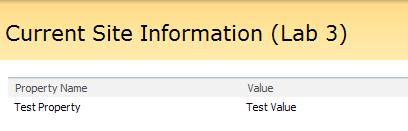 Current Site Information (Lab 3)
Property Name Value
Test Property Test Value